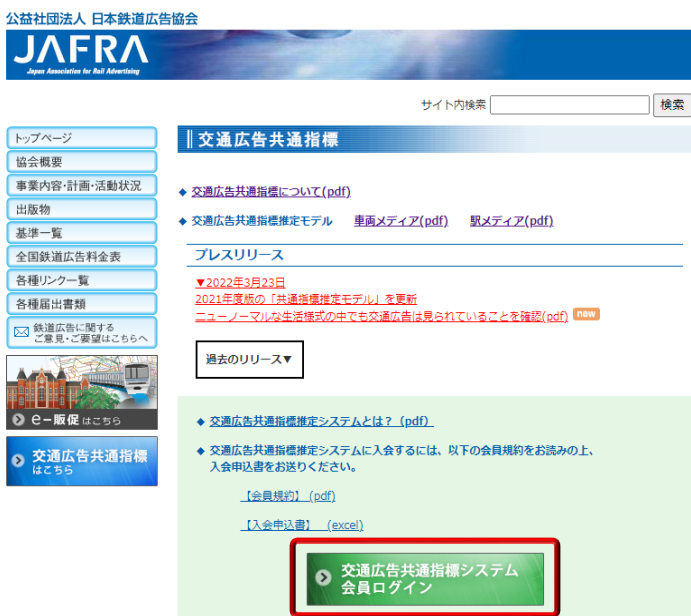 公益社団法人 日本鉄道広告協会
JAFRA
Japan Association for Rail Advertising
サイト内検索
検索
トップページ
協会概要
事業内容・計画・活動状況
出版物
基準一覧
全国鉄道広告料金表
各種リンク一覧
各種届出書類
鉄道広告に関する
ご意見・ご要望はこちらへ
e－販促 はこちら
交通広告共通指標
はこちら
交通広告共通指標
◆ 交通広告共通指標について(pdf)
◆ 交通広告共通指標推定モデル 車両メディア(pdf) 駅メディア(pdf)
プレスリリース
▼2022年3月23日
2021年度版の「共通指標推定モデル」を更新
ニューノーマルな生活様式の中でも交通広告は見られていることを確認(pdf) new
過去のリリース▼
◆ 交通広告共通指標推定システムとは？（pdf）
◆ 交通広告共通指標推定システムに入会するには、以下の会員規約をお読みの上、
入会申込書をお送りください。
【会員規約】 (pdf)
【入会申込書】 (excel)
交通広告共通指標システム
会員ログイン